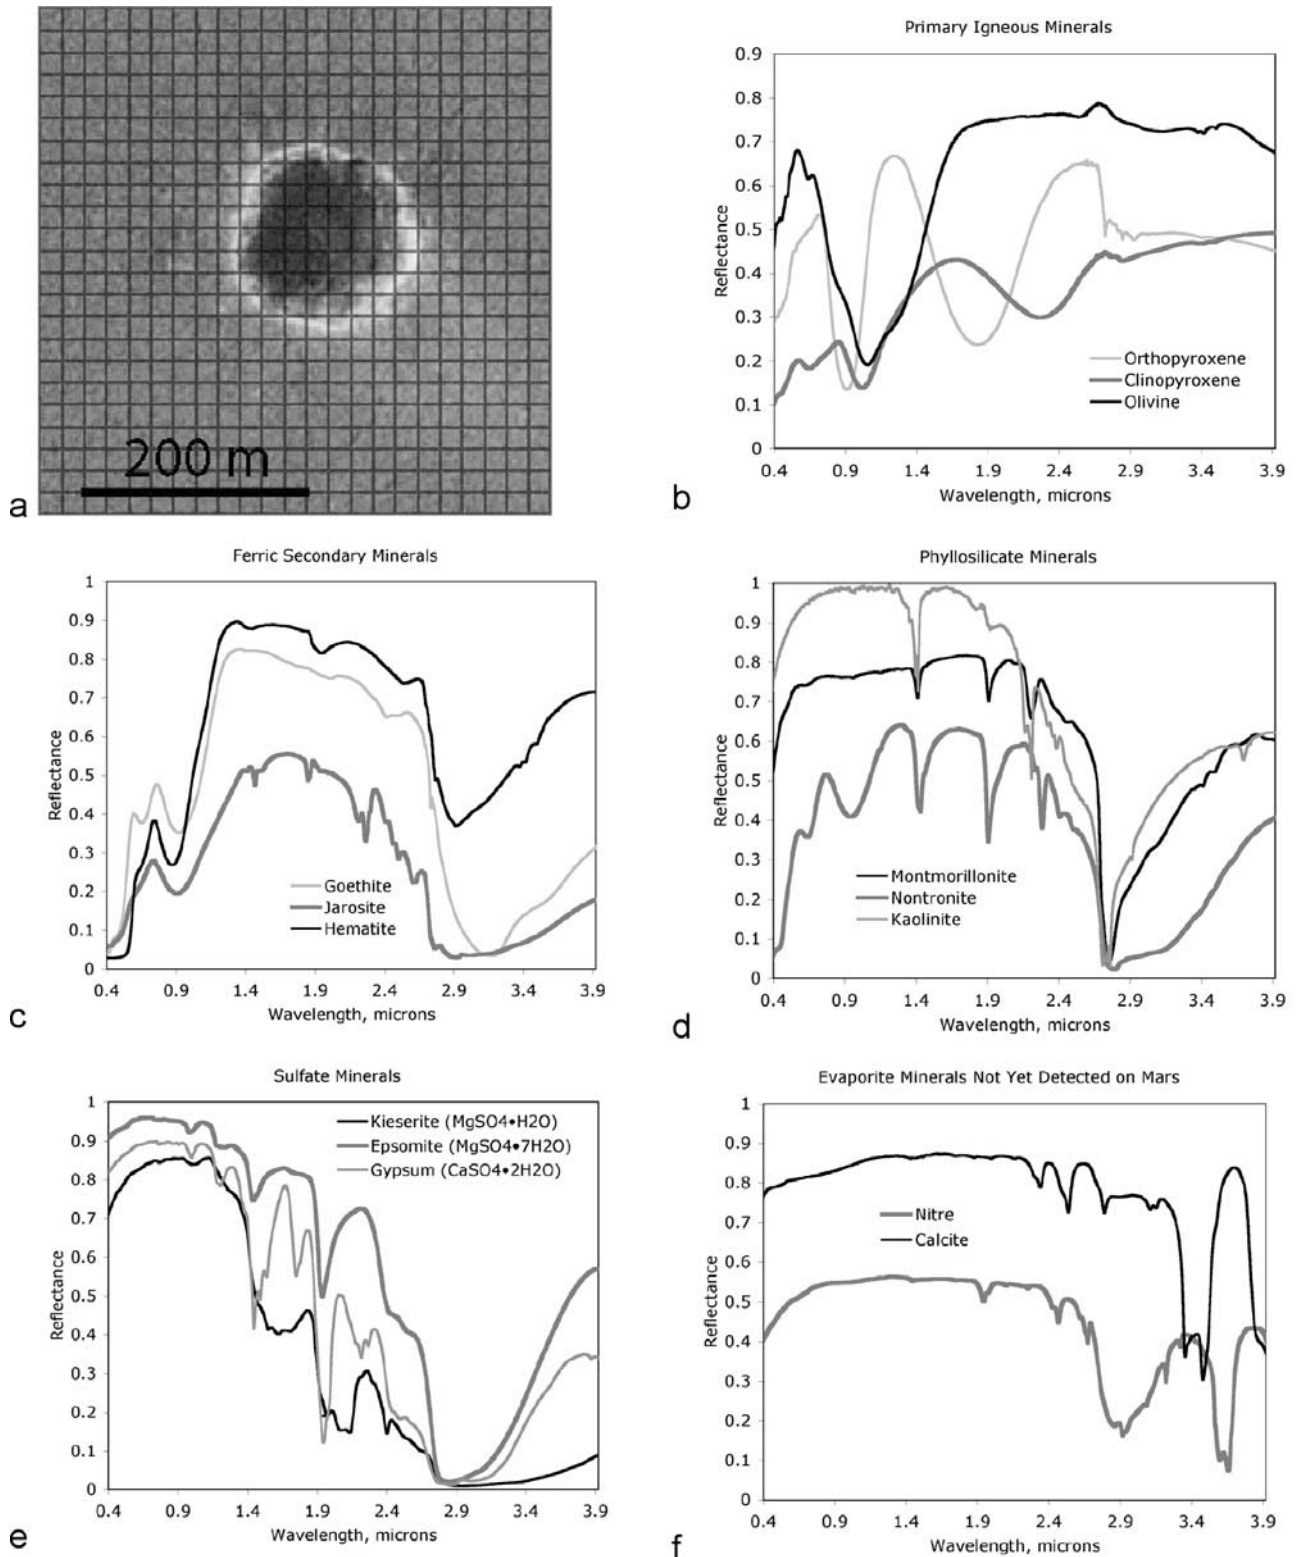 200 m
a
Primary Igneous Minerals
0.9
0.8
0.7
0.6
0.5
0.4
0.3
0.2
0.1
0
Reflectance
Orthopyroxene
Clinopyroxene
Olivine
0.4 0.9 1.4 1.9 2.4 2.9 3.4 3.9
Wavelength, microns
b
Ferric Secondary Minerals
1
0.9
0.8
0.7
0.6
0.5
0.4
0.3
0.2
0.1
0
Reflectance
Goethite
Jarosite
Hematite
0.4 0.9 1.4 1.9 2.4 2.9 3.4 3.9
Wavelength, microns
c
Phyllosilicate Minerals
1
0.9
0.8
0.7
0.6
0.5
0.4
0.3
0.2
0.1
0
Reflectance
Montmorillonite
Nontronite
Kaolinite
0.4 0.9 1.4 1.9 2.4 2.9 3.4 3.9
Wavelength, microns
d
Sulfate Minerals
1
0.9
0.8
0.7
0.6
0.5
0.4
0.3
0.2
0.1
0
Reflectance
Kieserite (MgSO4•H2O)
Epsomite (MgSO4•7H2O)
Gypsum (CaSO4•2H2O)
0.4 0.9 1.4 1.9 2.4 2.9 3.4 3.9
Wavelength, microns
e
Evaporite Minerals Not Yet Detected on Mars
1
0.9
0.8
0.7
0.6
0.5
0.4
0.3
0.2
0.1
0
Reflectance
Nitre
Calcite
0.4 0.9 1.4 1.9 2.4 2.9 3.4 3.9
Wavelength, microns
f